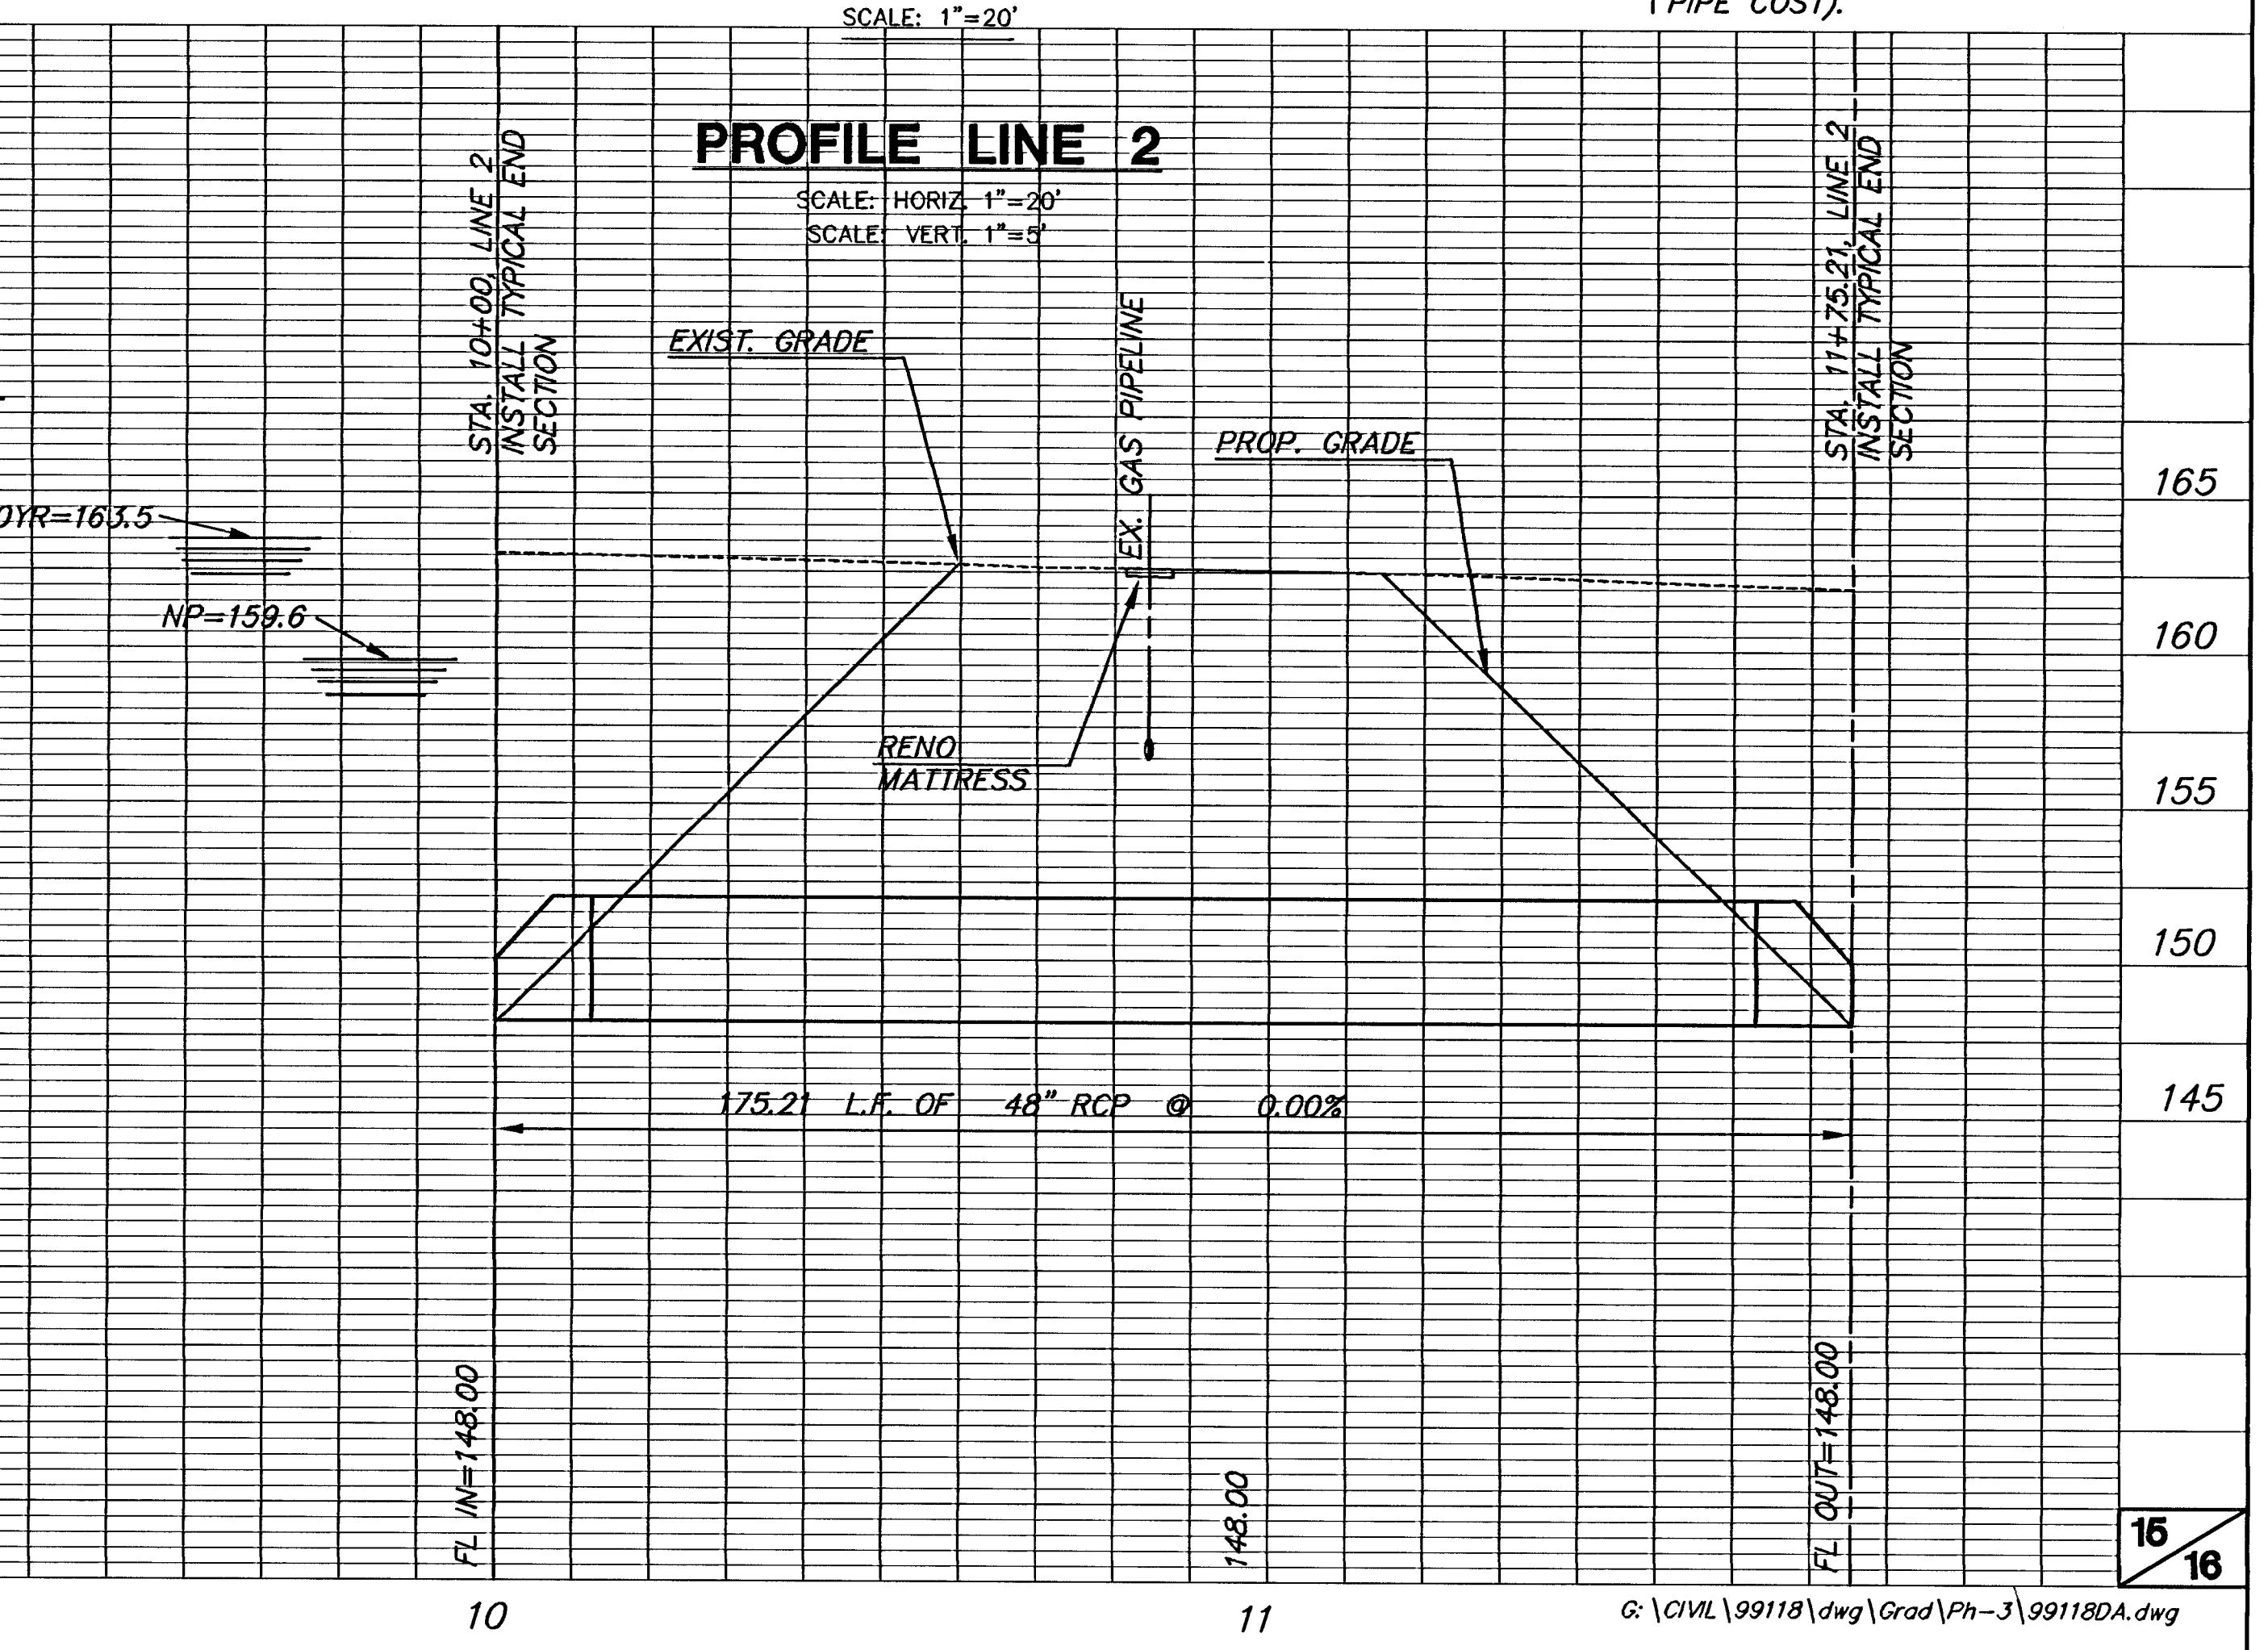 SCALE: 1"=20'
PIPE COST).
PROFILE LINE 2
SCALE: HORIZ. 1"=20'
SCALE: VERT. 1"=5'
STA. 10+00, LINE 2
INSTALL TYPICAL END
SECTION
EXIST. GRADE
EX. GAS PIPELINE
PROP. GRADE
STA. 11+75.21, LINE 2
INSTALL TYPICAL END
SECTION
165
0YR=163.5
NP=159.6
160
RENO
MATTRESS
155
150
145
175.21 L.F. OF 48" RCP @ 0.00%
FL IN=148.00
148.00
FL OUT=148.00
15
16
10
11
G:\CIVIL\99118\dwg\Grad\Ph-3\99118DA.dwg